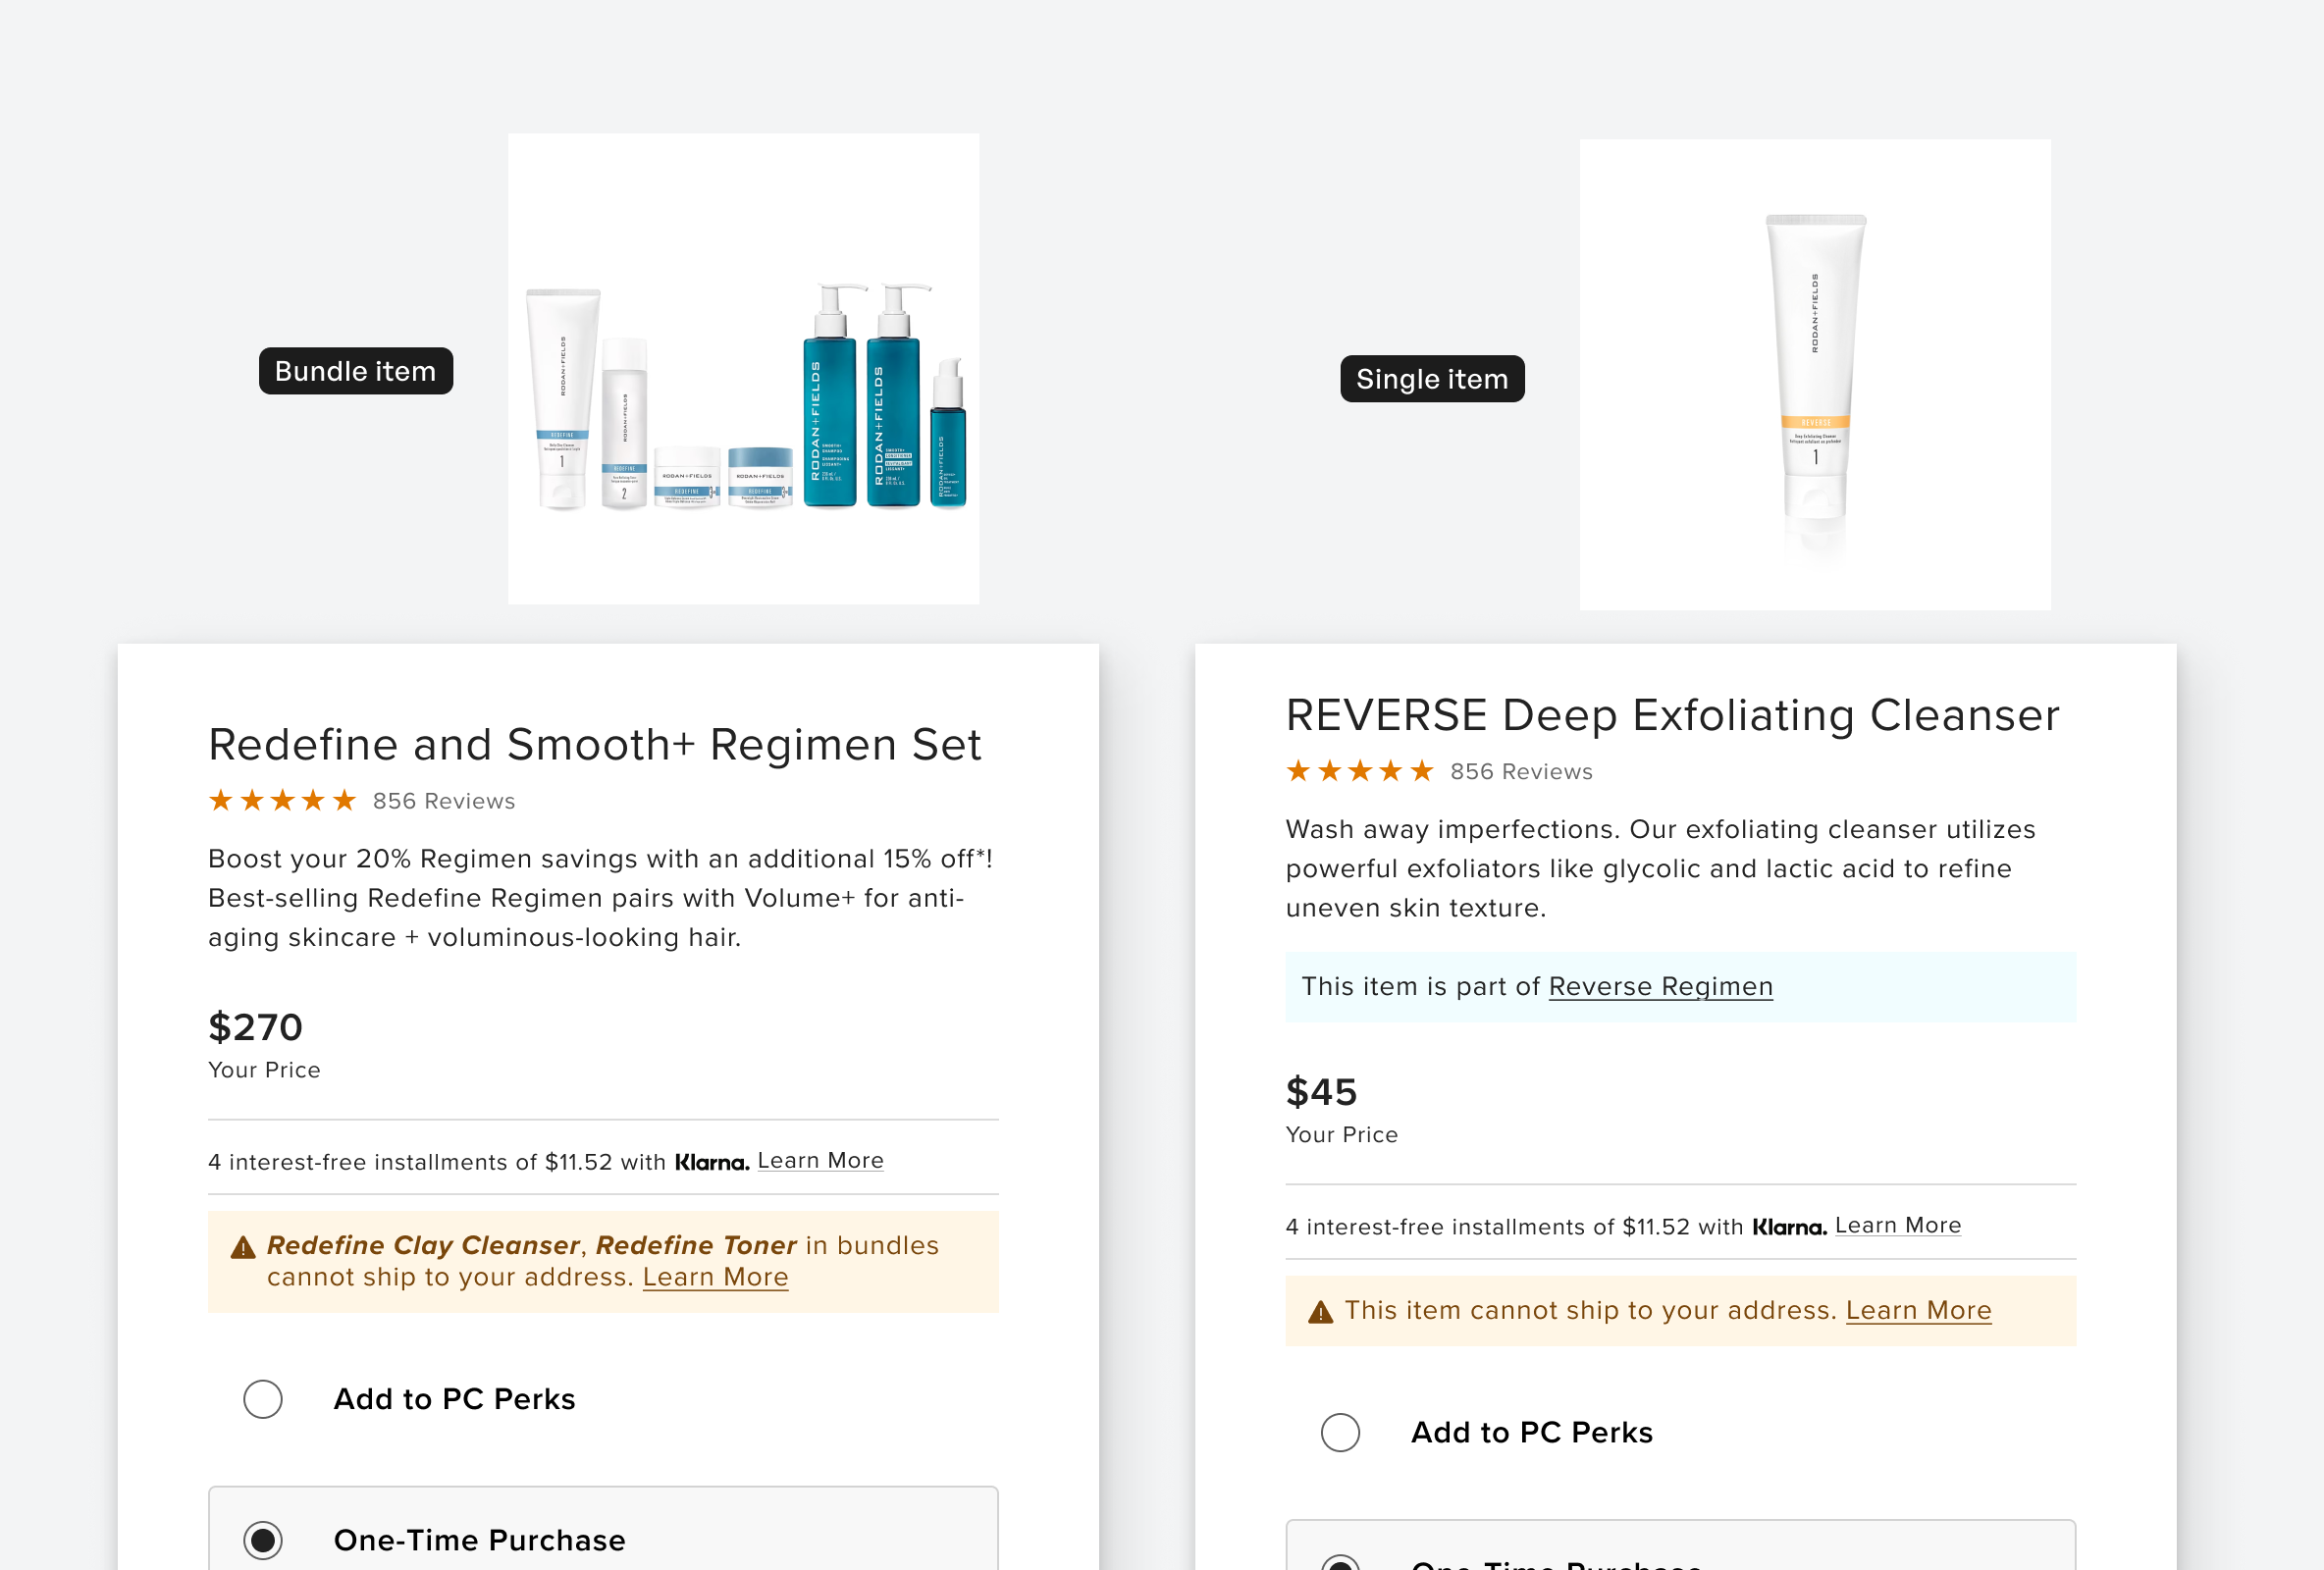 Bundle item
RODAN+FIELDS
REDEFINE
1
RODAN+FIELDS
REDEFINE
2
RODAN+FIELDS
REDEFINE
RODAN+FIELDS
REDEFINE
RODAN+FIELDS
RODAN+FIELDS
RODAN+FIELDS
Redefine and Smooth+ Regimen Set
856 Reviews
Boost your 20% Regimen savings with an additional 15% off*!
Best-selling Redefine Regimen pairs with Volume+ for anti-
aging skincare + voluminous-looking hair.
$270
Your Price
4 interest-free installments of $11.52 with Klarna. Learn More
Redefine Clay Cleanser, Redefine Toner in bundles
cannot ship to your address. Learn More
Add to PC Perks
One-Time Purchase
Single item
RODAN+FIELDS
REVERSE
Deep Exfoliating Cleanser
1
REVERSE Deep Exfoliating Cleanser
856 Reviews
Wash away imperfections. Our exfoliating cleanser utilizes
powerful exfoliators like glycolic and lactic acid to refine
uneven skin texture.
This item is part of Reverse Regimen
$45
Your Price
4 interest-free installments of $11.52 with Klarna. Learn More
This item cannot ship to your address. Learn More
Add to PC Perks
One-Time Purchase